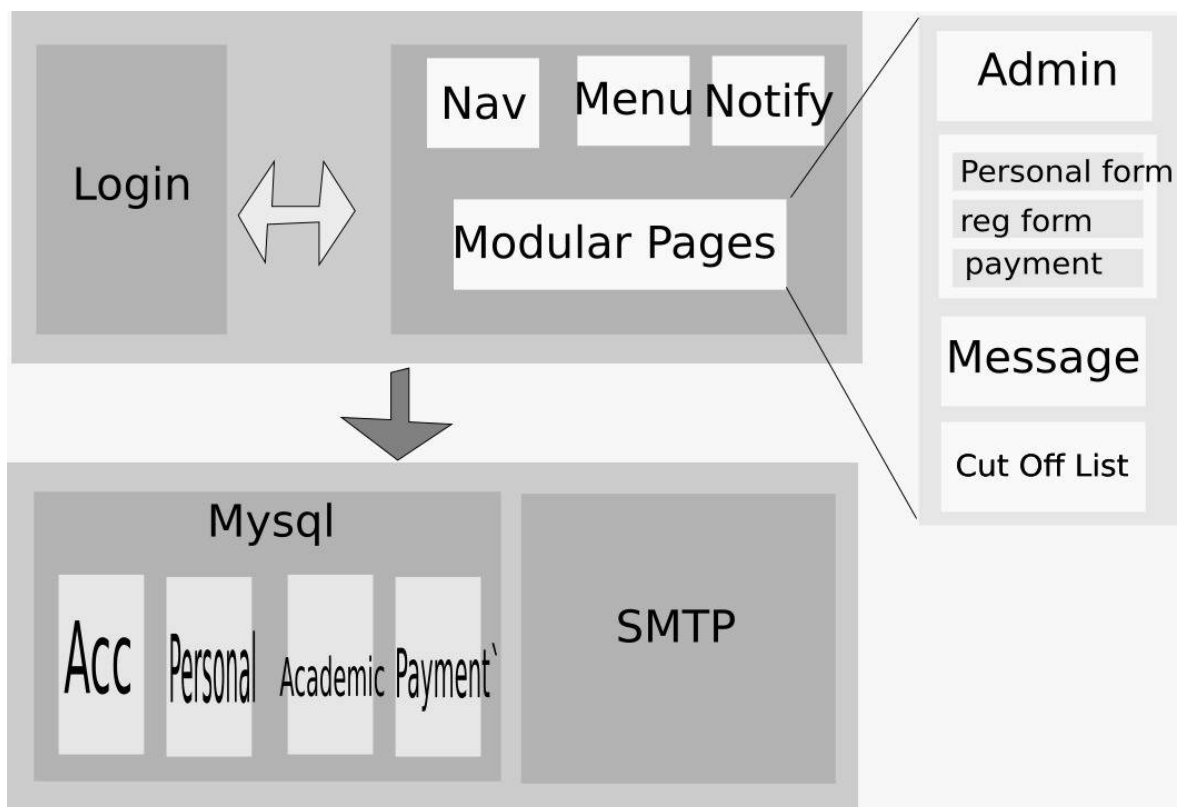 Login
Nav
Menu
Notify
Modular Pages
Admin
Personal form
reg form
payment
Message
Cut Off List
Mysql
Acc
Personal
Academic
Payment`
SMTP